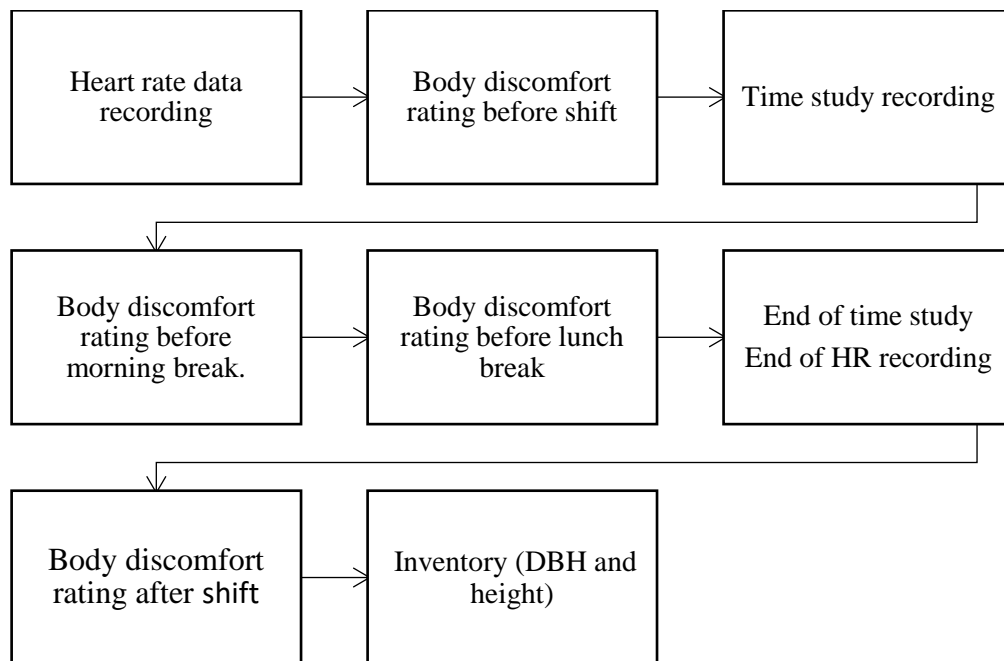 Heart rate data
recording
Body discomfort
rating before shift
Time study recording
Body discomfort
rating before
morning break.
Body discomfort
rating before lunch
break
End of time study
End of HR recording
Body discomfort
rating after shift
Inventory (DBH and
height)